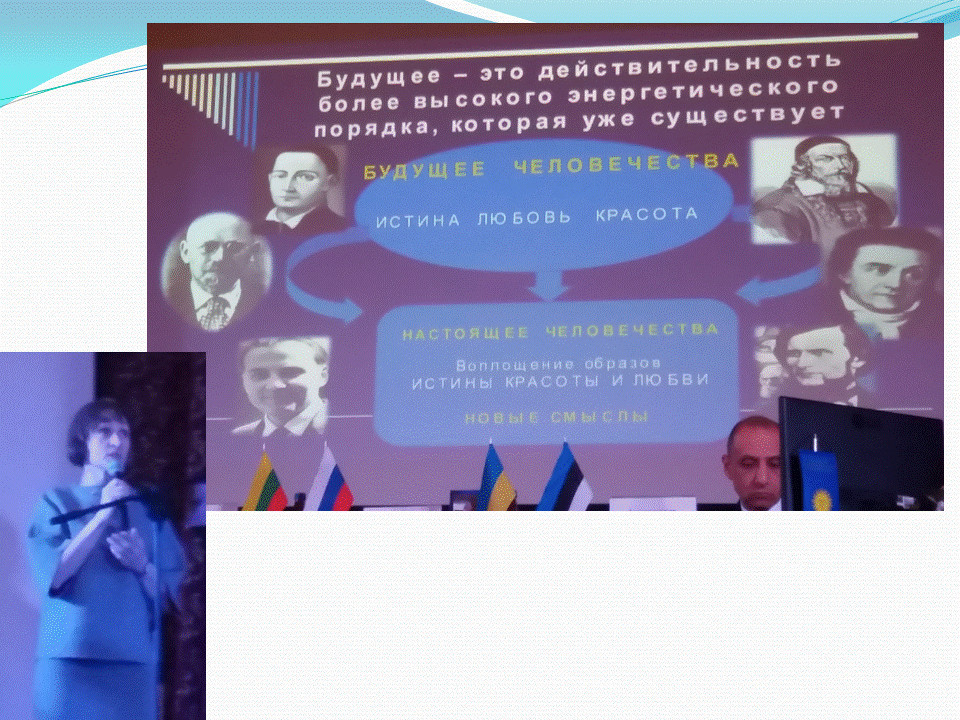 Будущее – это действительность
более высокого энергетического
порядка, которая уже существует
БУДУЩЕЕ ЧЕЛОВЕЧЕСТВА
ИСТИНА ЛЮБОВЬ КРАСОТА
НАСТОЯЩЕЕ ЧЕЛОВЕЧЕСТВА
Воплощение образов
ИСТИНЫ КРАСОТЫ И ЛЮБВИ
НОВЫЕ СМЫСЛЫ